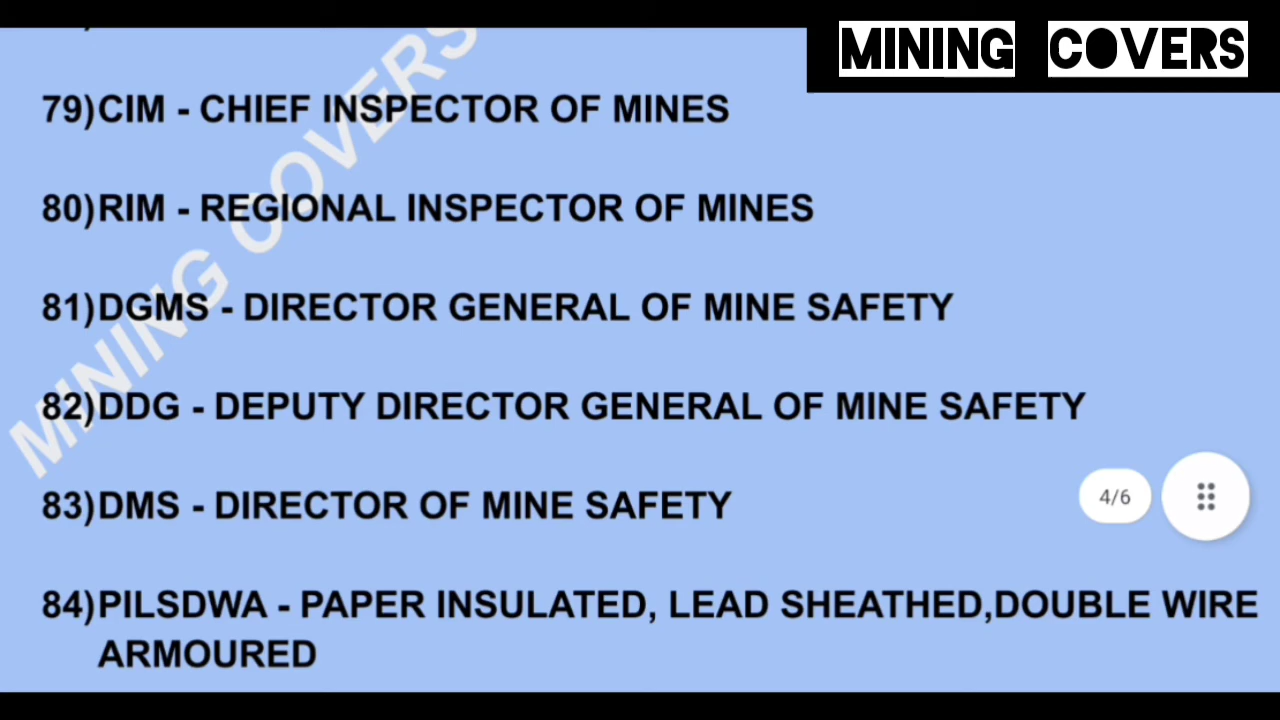 MINING COVERS
79)CIM - CHIEF INSPECTOR OF MINES
80)RIM - REGIONAL INSPECTOR OF MINES
81)DGMS - DIRECTOR GENERAL OF MINE SAFETY
82)DDG - DEPUTY DIRECTOR GENERAL OF MINE SAFETY
83)DMS - DIRECTOR OF MINE SAFETY
4/6
84)PILSDWA - PAPER INSULATED, LEAD SHEATHED,DOUBLE WIRE
ARMOURED
MINING COVERS